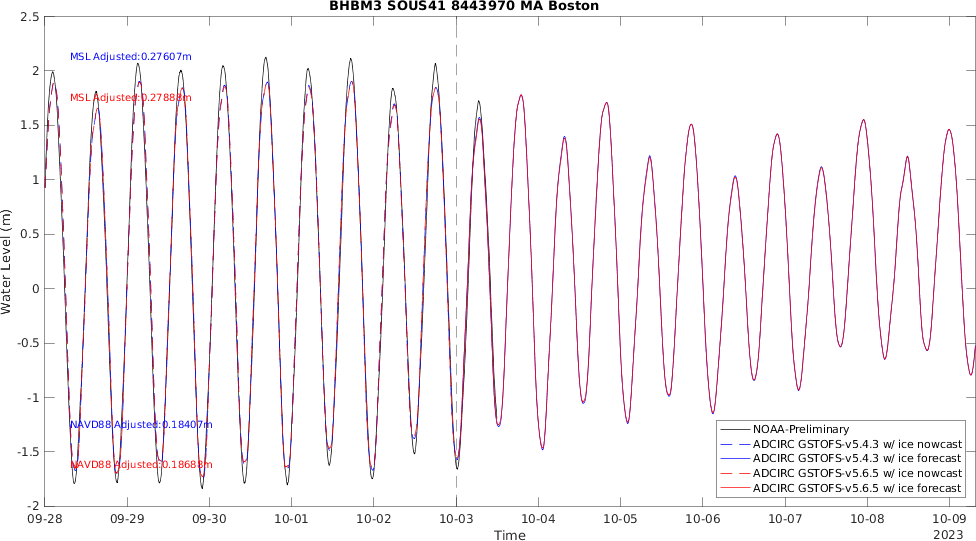 BHBM3 SOUS41 8443970 MA Boston
2.5
2
1.5
1
0.5
0
-0.5
-1
-1.5
-2
Water Level (m)
MSL Adjusted:0.27607m
MSL Adjusted:0.27888m
NAVD88 Adjusted:0.18407m
NAVD88 Adjusted:0.18688m
NOAA-Preliminary
ADCIRC GSTOFS-v5.4.3 w/ ice nowcast
ADCIRC GSTOFS-v5.4.3 w/ ice forecast
ADCIRC GSTOFS-v5.6.5 w/ ice nowcast
ADCIRC GSTOFS-v5.6.5 w/ ice forecast
09-28 09-29 09-30 10-01 10-02 10-03 10-04 10-05 10-06 10-07 10-08 10-09
Time
2023